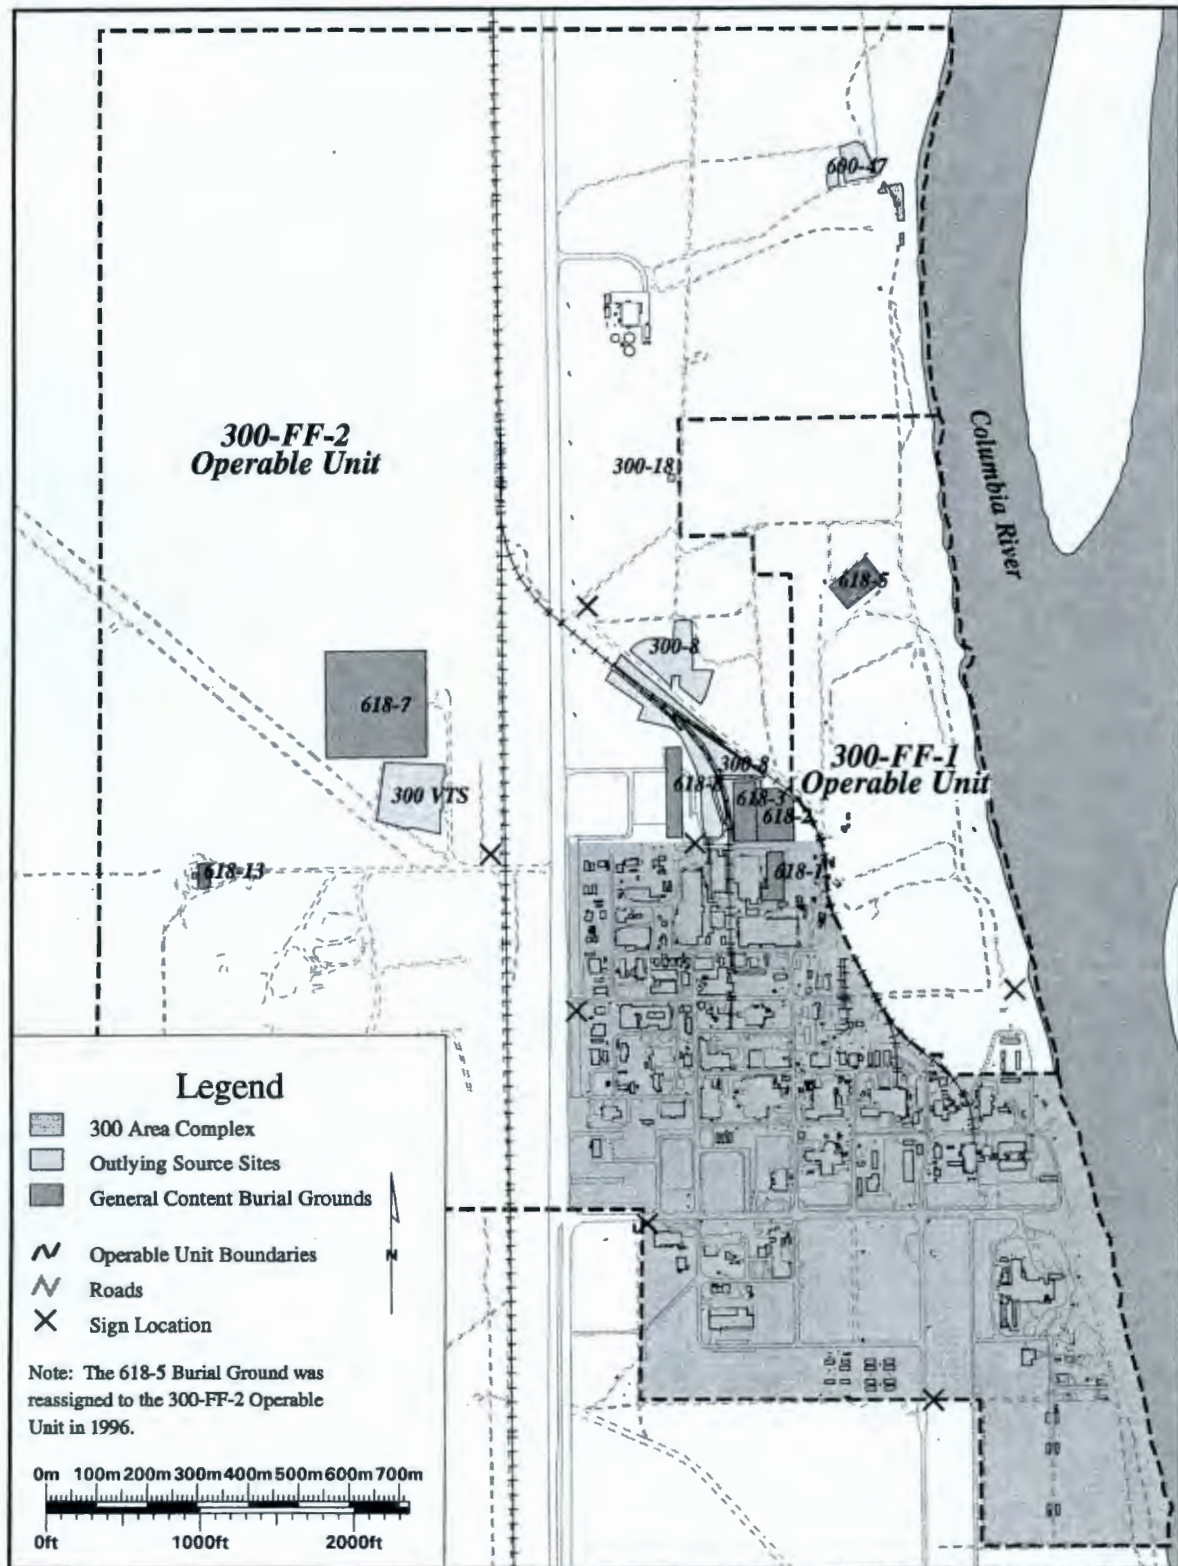 600-47
300-FF-2
Operable Unit
300-18
Columbia River
618-5
300-8
618-7
300-FF-1
Operable Unit
300-8
618-8
618-3
618-2
300 VTS
618-13
618-1
Legend
300 Area Complex
Outlying Source Sites
General Content Burial Grounds
Operable Unit Boundaries
Roads
Sign Location
N
Note: The 618-5 Burial Ground was
reassigned to the 300-FF-2 Operable
Unit in 1996.
0m 100m 200m 300m 400m 500m 600m 700m
0ft 1000ft 2000ft